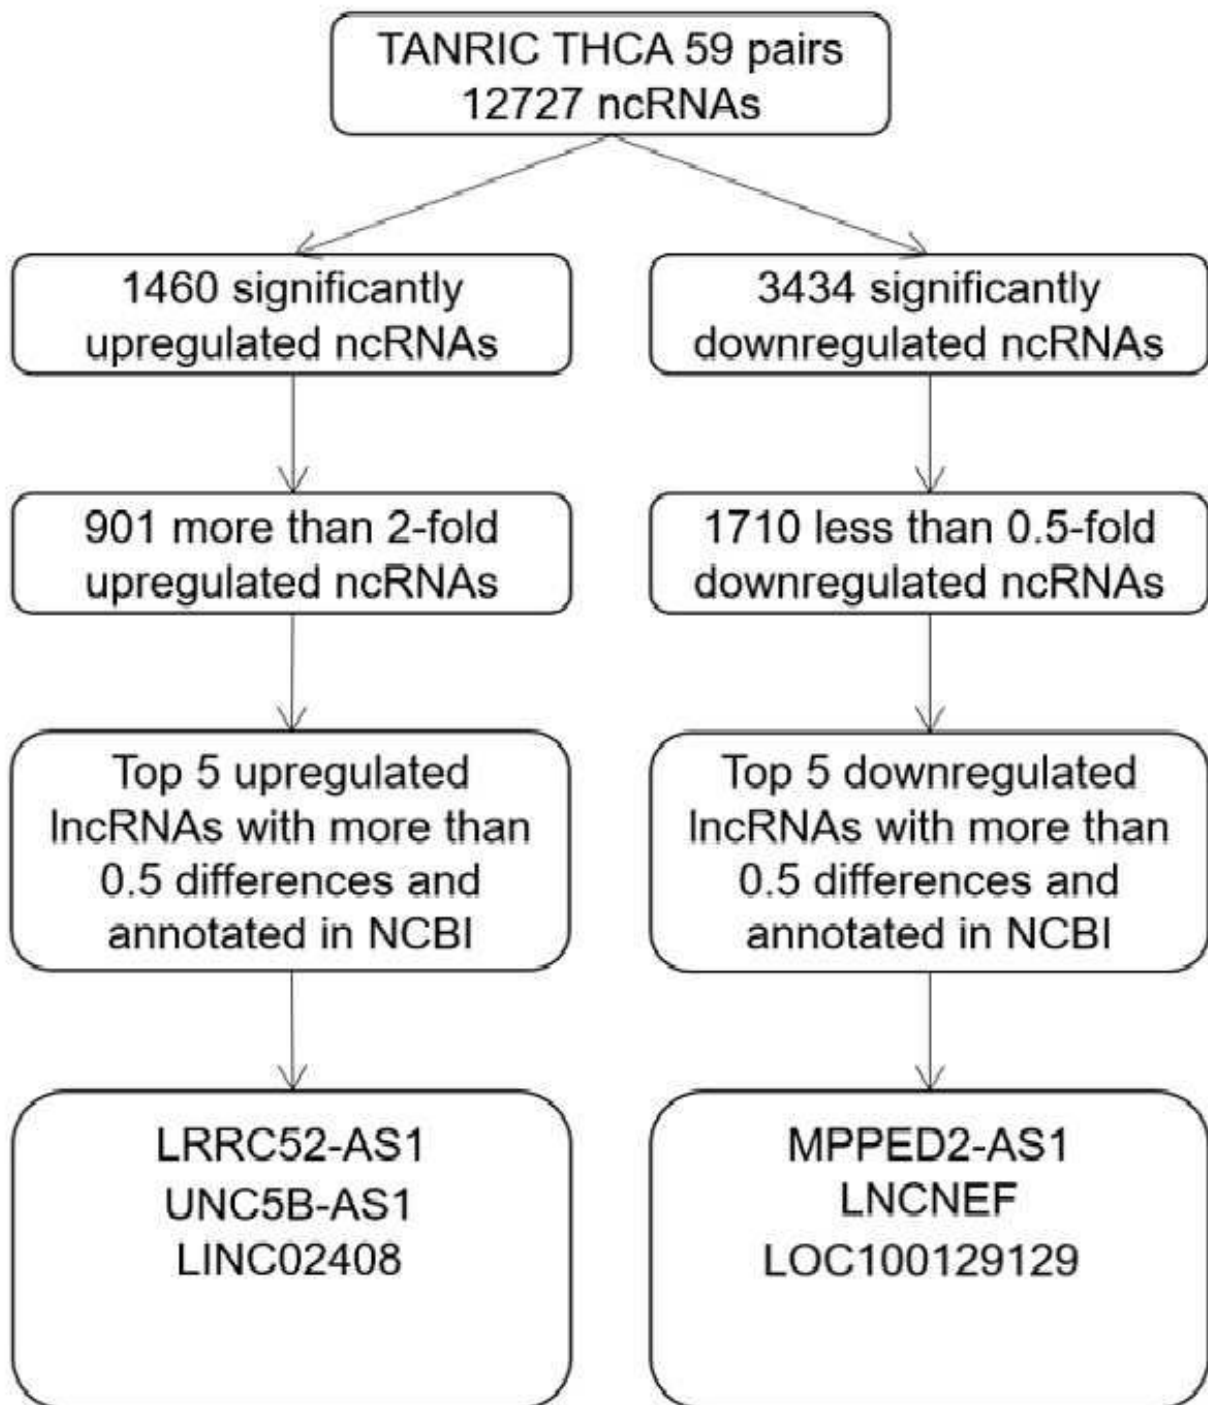 TANRIC THCA 59 pairs
12727 ncRNAs
1460 significantly
upregulated ncRNAs
3434 significantly
downregulated ncRNAs
901 more than 2-fold
upregulated ncRNAs
1710 less than 0.5-fold
downregulated ncRNAs
Top 5 upregulated
lncRNAs with more than
0.5 differences and
annotated in NCBI
Top 5 downregulated
lncRNAs with more than
0.5 differences and
annotated in NCBI
LRRC52-AS1
UNC5B-AS1
LINC02408
MPPED2-AS1
LNCNEF
LOC100129129